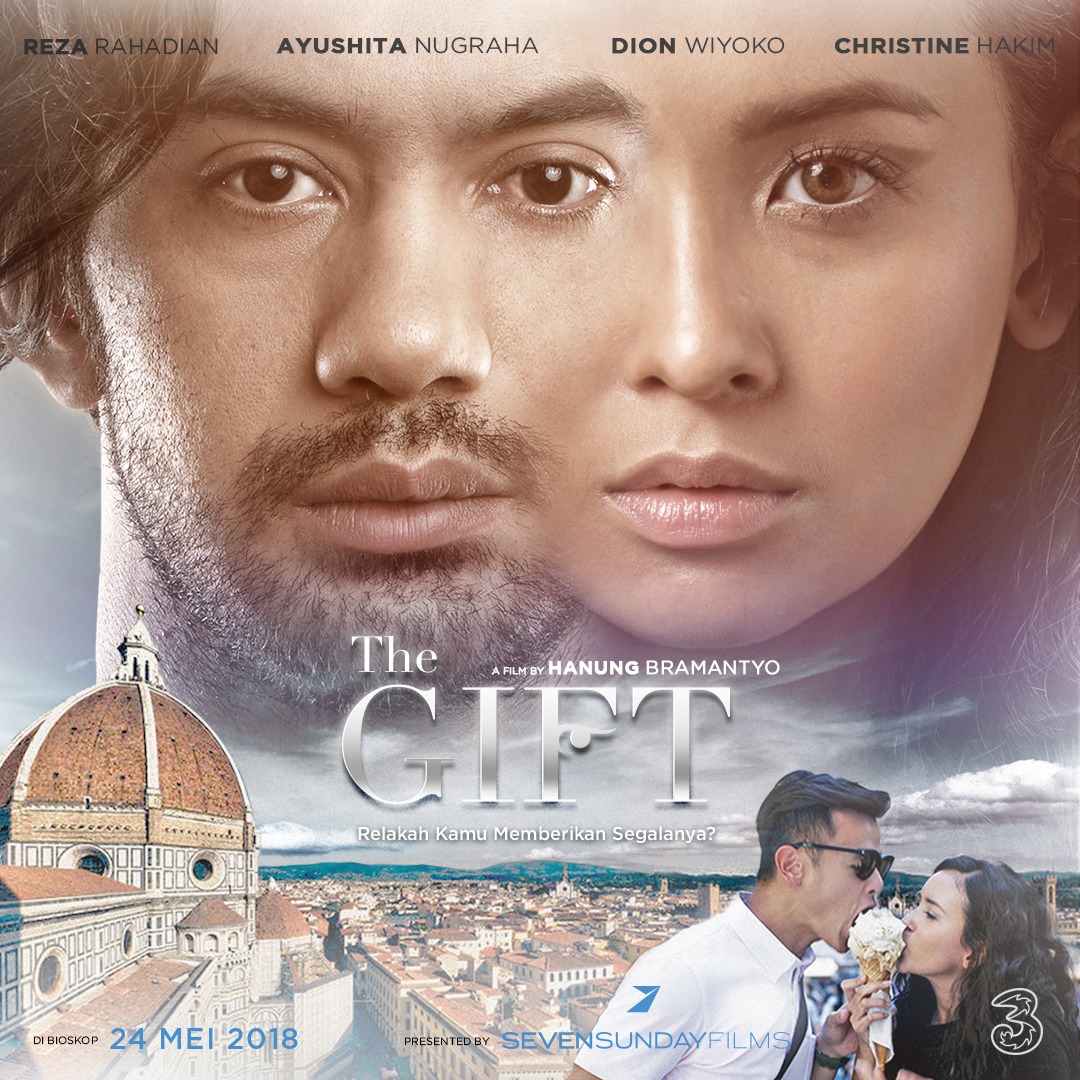 REZA RAHADIAN AYUSHITA NUGRAHA DION WIYOKO CHRISTINE HAKIM
The
A FILM BY HANUNG BRAMANTYO
GIFT
Relakah Kamu Memberikan Segalanya?
DI BIOSKOP 24 MEI 2018 PRESENTED BY SEVENSUNDAYFILMS
3